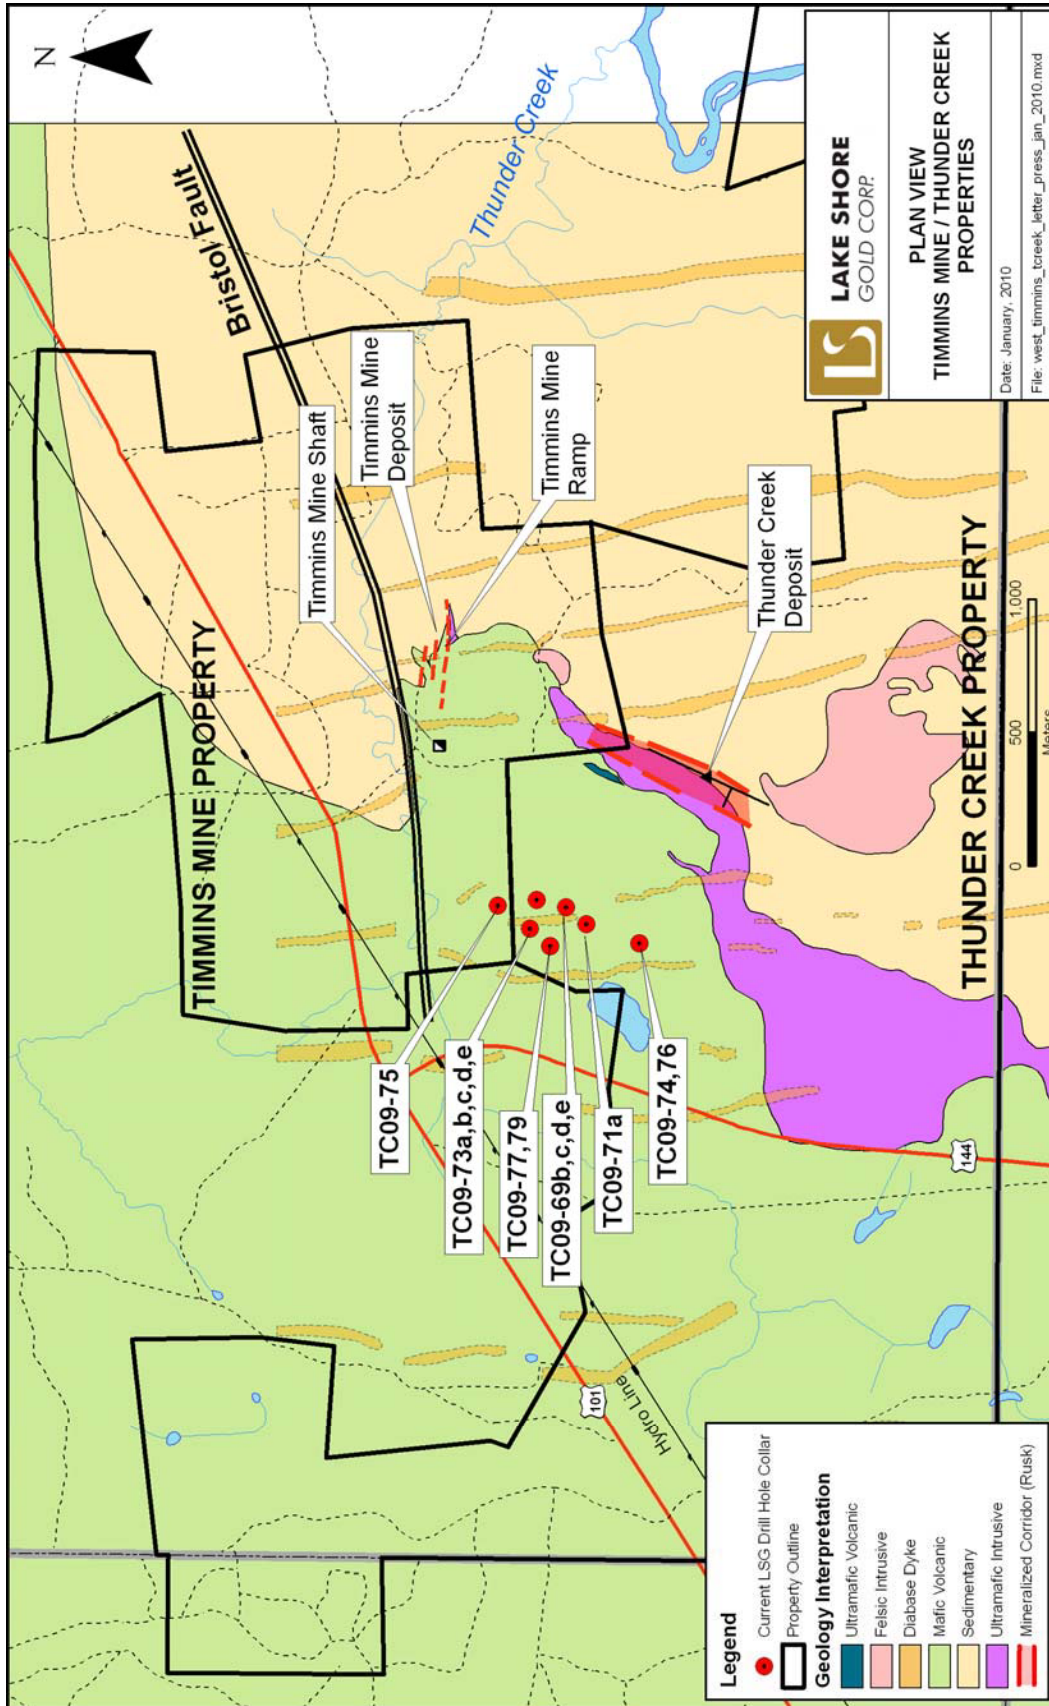 N
Bristol Fault
Thunder Creek
TIMMINS MINE PROPERTY
Timmins Mine Shaft
Timmins Mine
Deposit
Timmins Mine
Ramp
Thunder Creek
Deposit
THUNDER CREEK PROPERTY
TC09-75
TC09-73a,b,c,d,e
TC09-77,79
TC09-69b,c,d,e
TC09-71a
TC09-74,76
144
101
Hydro Line
0 500 1,000
Meters
Legend
Current LSG Drill Hole Collar
Property Outline
Geology Interpretation
Ultramafic Volcanic
Felsic Intrusive
Diabase Dyke
Mafic Volcanic
Sedimentary
Ultramafic Intrusive
Mineralized Corridor (Rusk)
LS
LAKE SHORE
GOLD CORP.
PLAN VIEW
TIMMINS MINE / THUNDER CREEK
PROPERTIES
Date: January, 2010
File: west_timmins_tcreek_letter_press_jan_2010.mxd